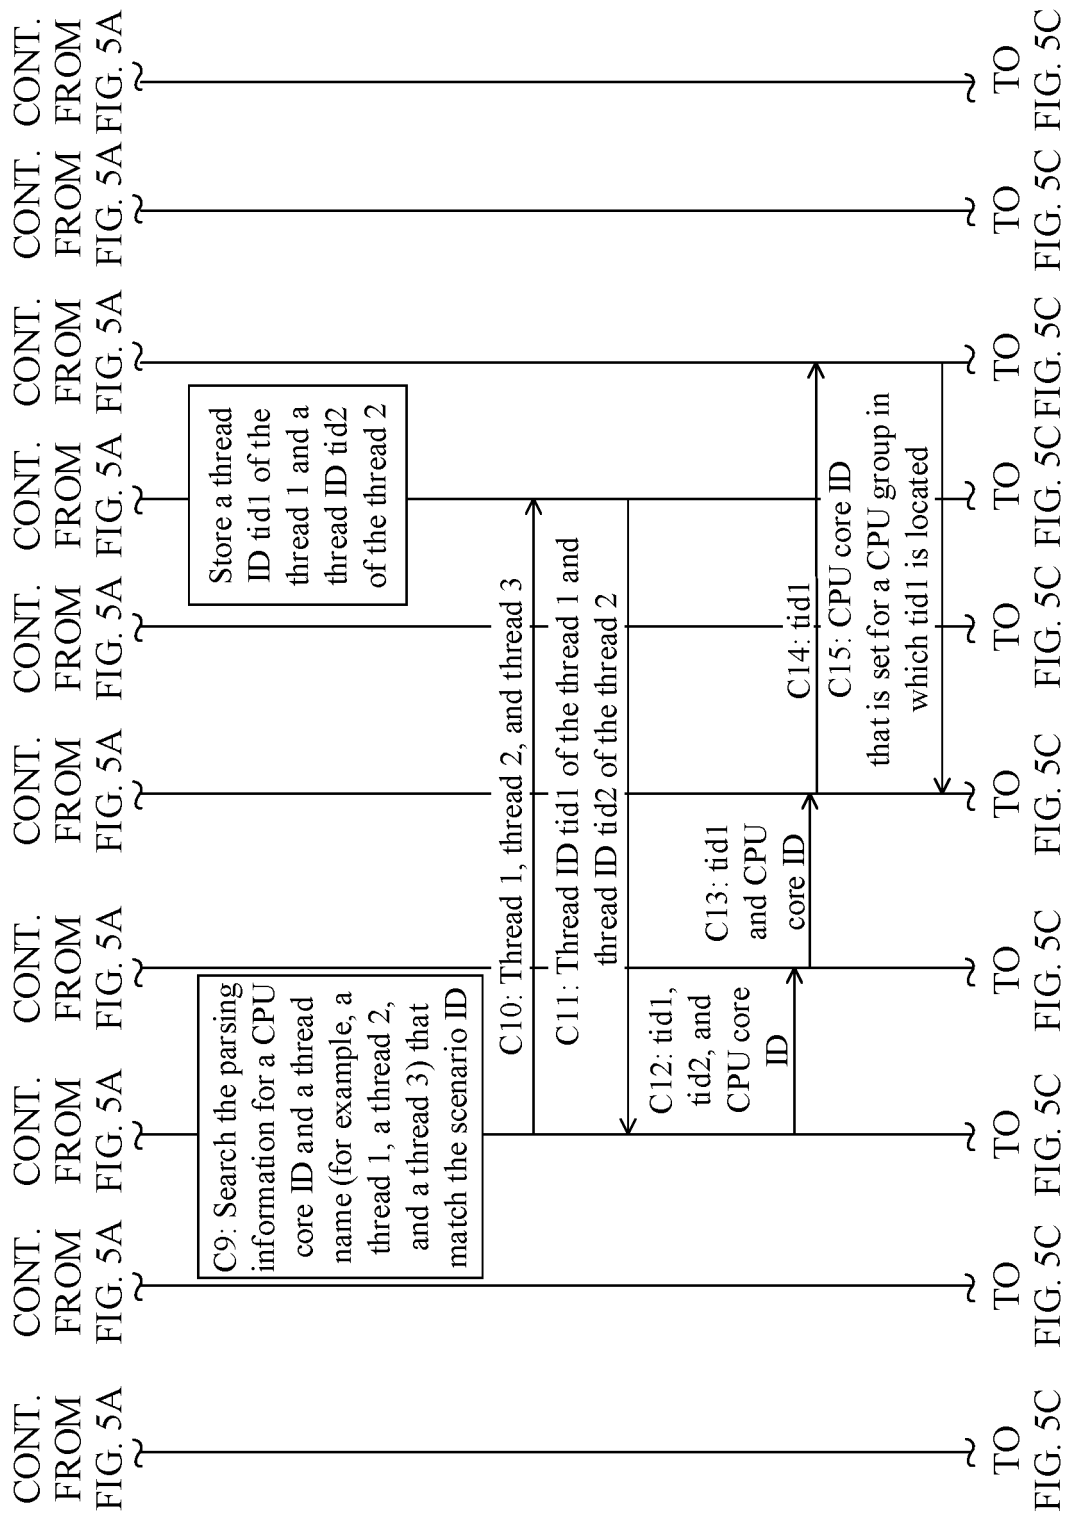 CONT.
FROM
FIG. 5A
CONT.
FROM
FIG. 5A
CONT.
FROM
FIG. 5A
CONT.
FROM
FIG. 5A
CONT.
FROM
FIG. 5A
CONT.
FROM
FIG. 5A
CONT.
FROM
FIG. 5A
CONT.
FROM
FIG. 5A
CONT.
FROM
FIG. 5A
CONT.
FROM
FIG. 5A
C9: Search the parsing
information for a CPU
core ID and a thread
name (for example, a
thread 1, a thread 2,
and a thread 3) that
match the scenario ID
Store a thread
ID tid1 of the
thread 1 and a
thread ID tid2
of the thread 2
C10: Thread 1, thread 2, and thread 3
C11: Thread ID tid1 of the thread 1 and
thread ID tid2 of the thread 2
C12: tid1,
tid2, and
CPU core
ID
C13: tid1
and CPU
core ID
C14: tid1
C15: CPU core ID
that is set for a CPU group in
which tid1 is located
TO
FIG. 5C
TO
FIG. 5C
TO
FIG. 5C
TO
FIG. 5C
TO
FIG. 5C
TO
FIG. 5C
TO
FIG. 5C
TO
FIG. 5C
TO
FIG. 5C
TO
FIG. 5C